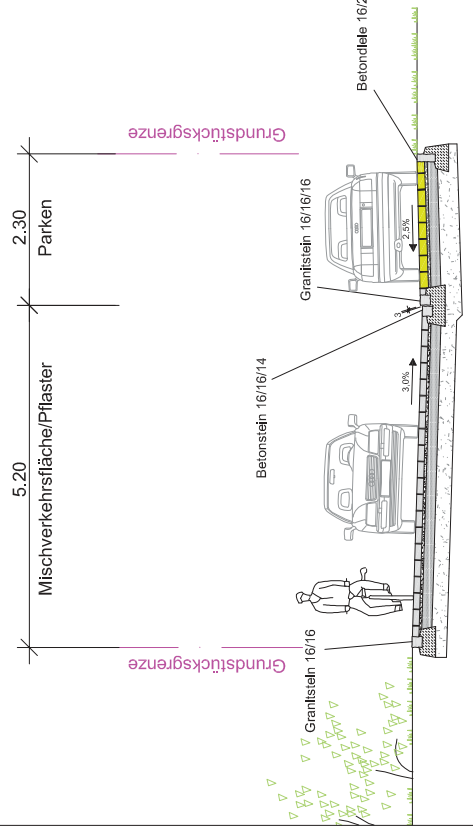 5.20
2.30
Mischverkehrsfläche/Pflaster
Parken
Grundstücksgrenze
Grundstücksgrenze
Granitstein 16/16
Betonstein 16/16/14
Granitstein 16/16/16
Betondiele 16/2
3,0%
3
2,5%